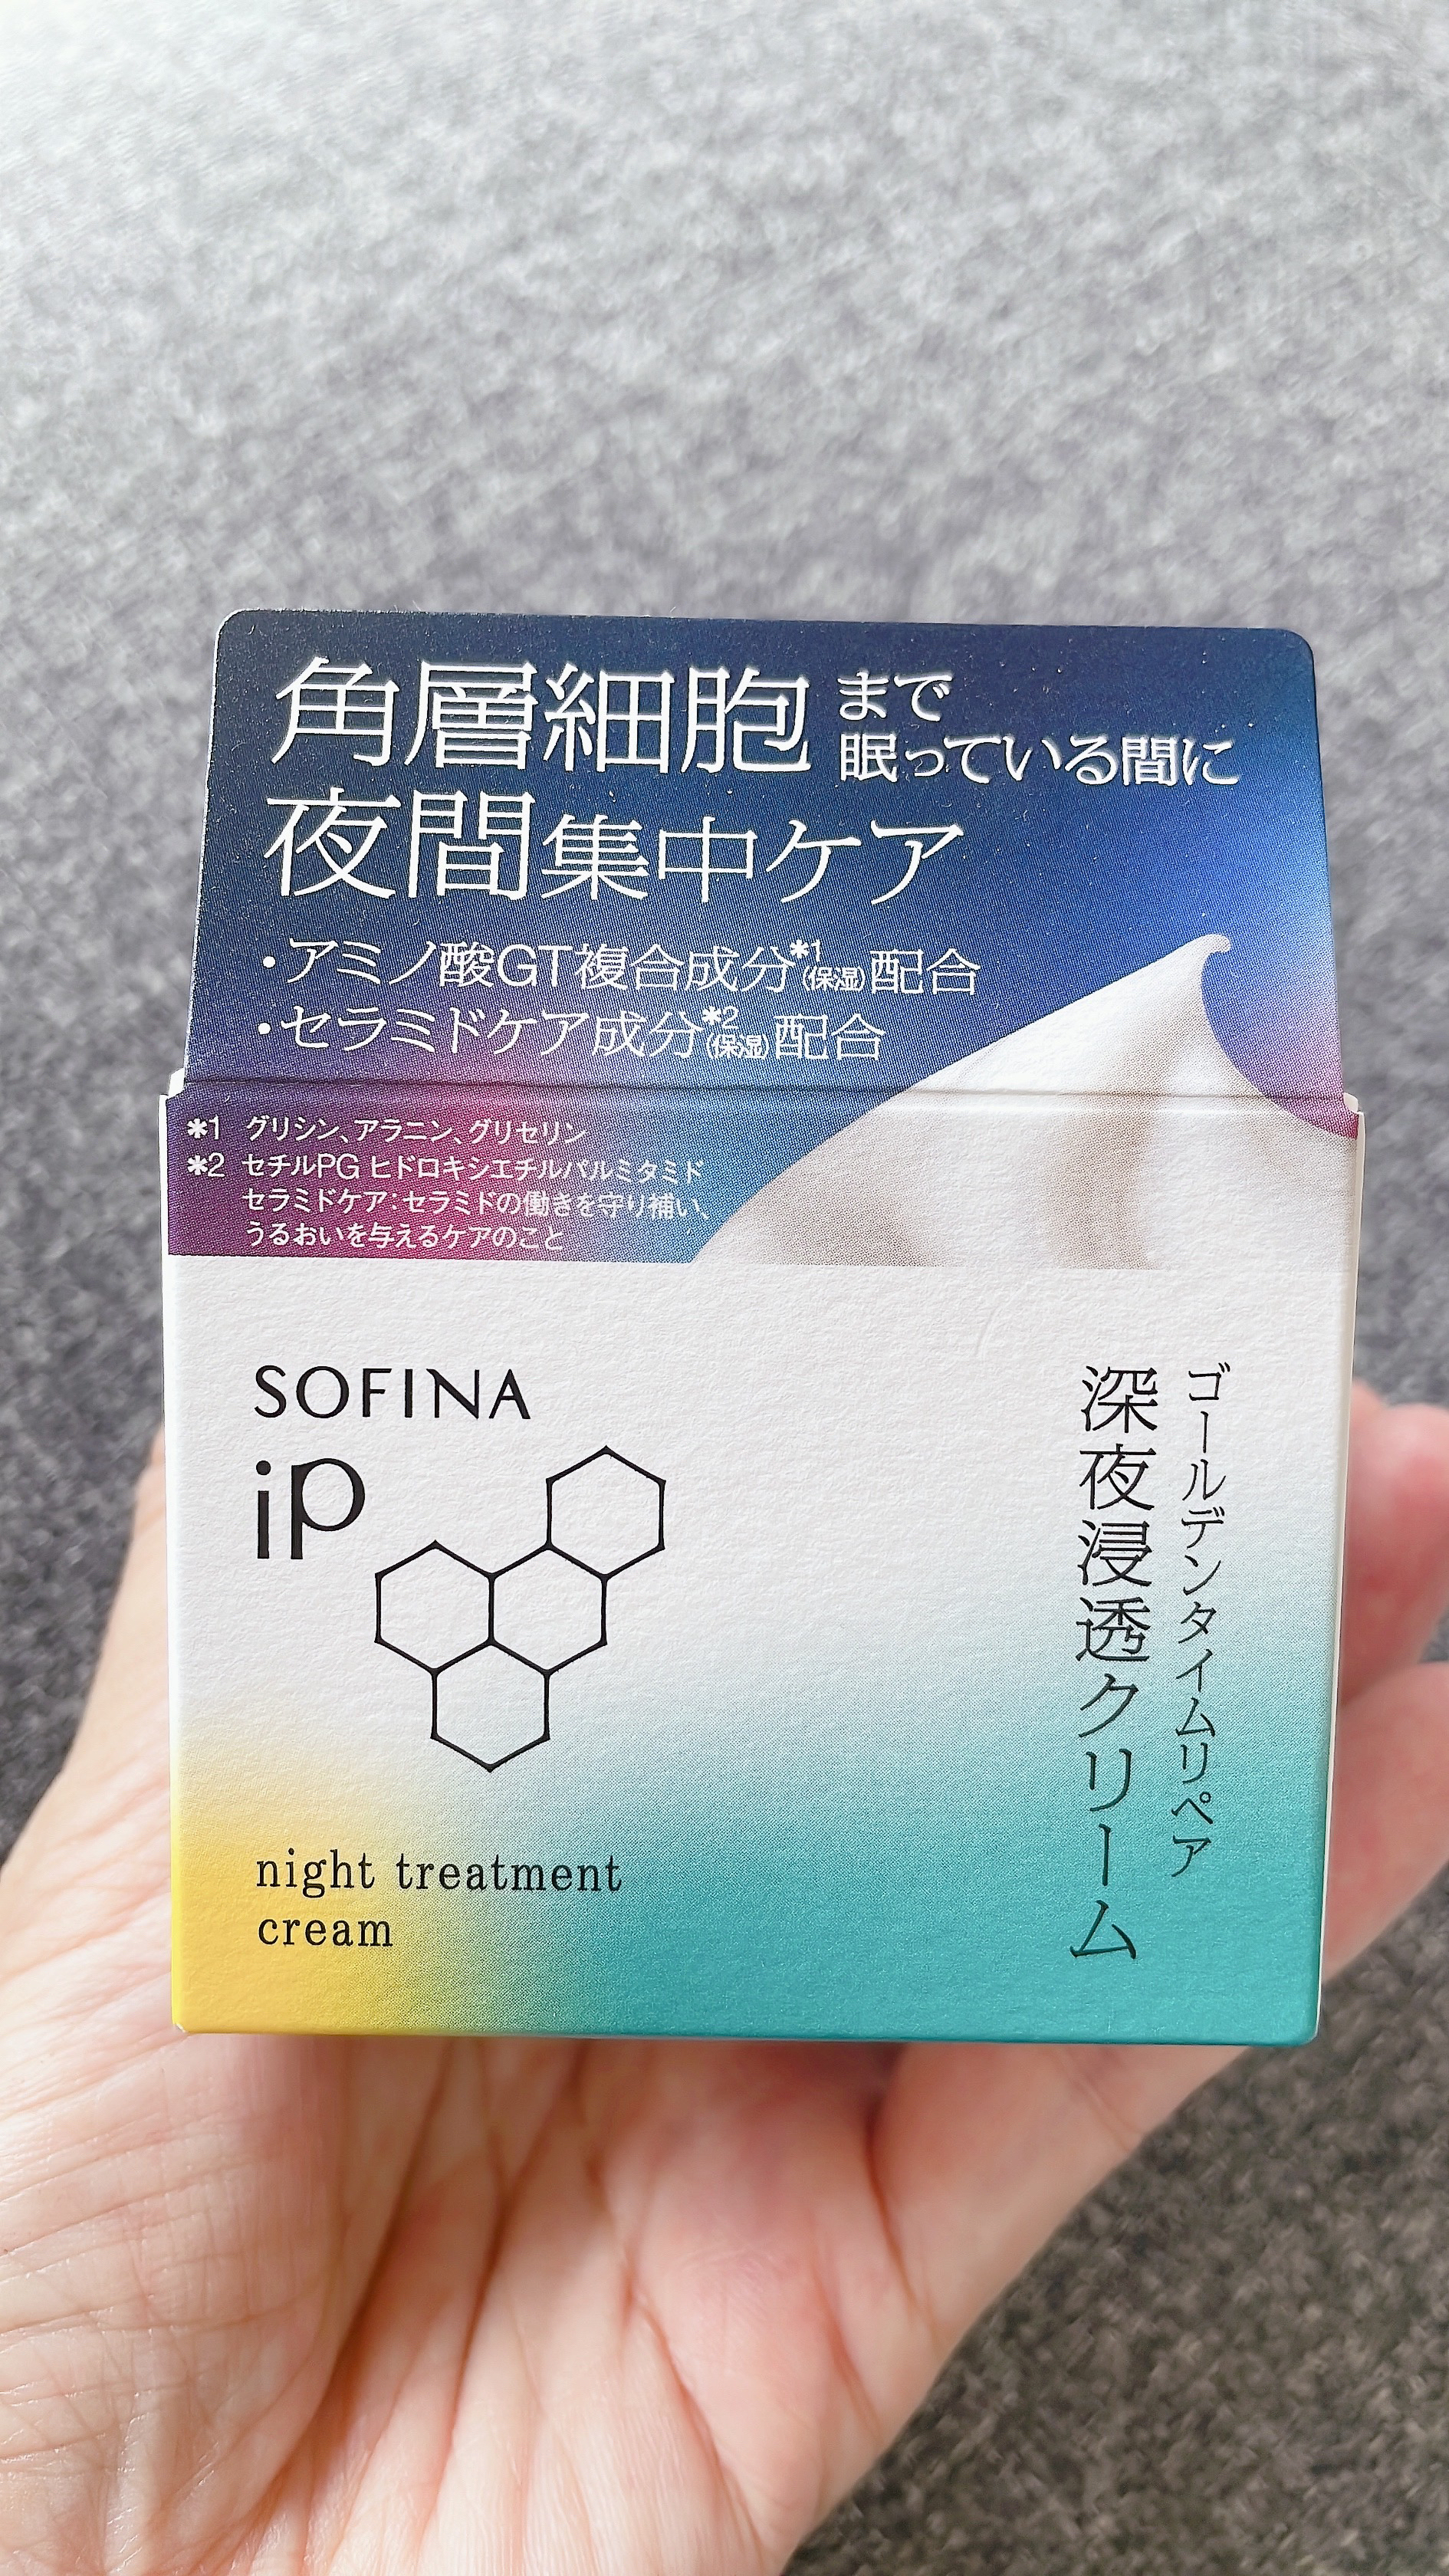 角層細胞まで
眠っている間に
夜間集中ケア
・アミノ酸GT複合成分*1(保湿)配合
・セラミドケア成分*2(保湿)配合
*1 グリシン、アラニン、グリセリン
*2 セチルPG ヒドロキシエチルパルミタミド
セラミドケア:セラミドの働きを守り補い、
うるおいを与えるケアのこと
SOFINA
iP
ゴールデンタイムリペア
深夜浸透クリーム
night treatment
cream